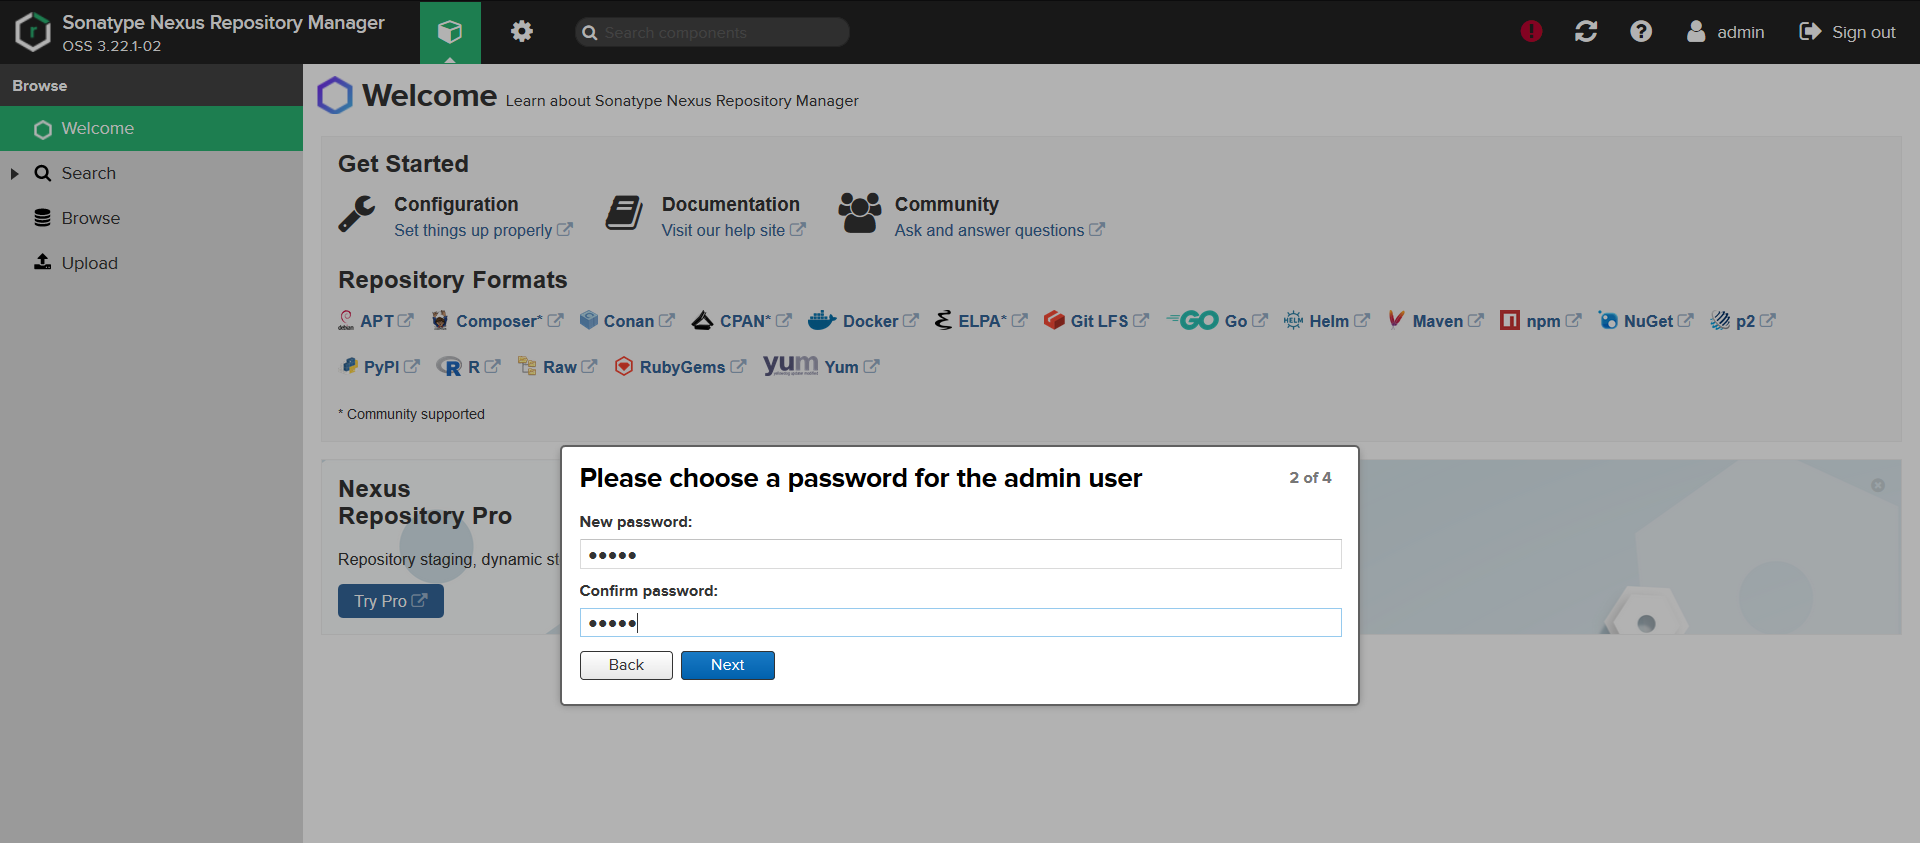 Sonatype Nexus Repository Manager
OSS 3.22.1-02
Search components
admin
Sign out
Browse
Welcome
Search
Browse
Upload
Welcome Learn about Sonatype Nexus Repository Manager
Get Started
Configuration
Set things up properly
Documentation
Visit our help site
Community
Ask and answer questions
Repository Formats
debian APT Composer* Conan CPAN* Docker ELPA* Git LFS GO Go HELM Helm Maven npm NuGet p2
PyPI R R Raw RubyGems yum Yum
* Community supported
Nexus
Repository Pro
Repository staging, dynamic st
Try Pro
Please choose a password for the admin user
2 of 4
New password:
●●●●●
Confirm password:
●●●●●
Back
Next